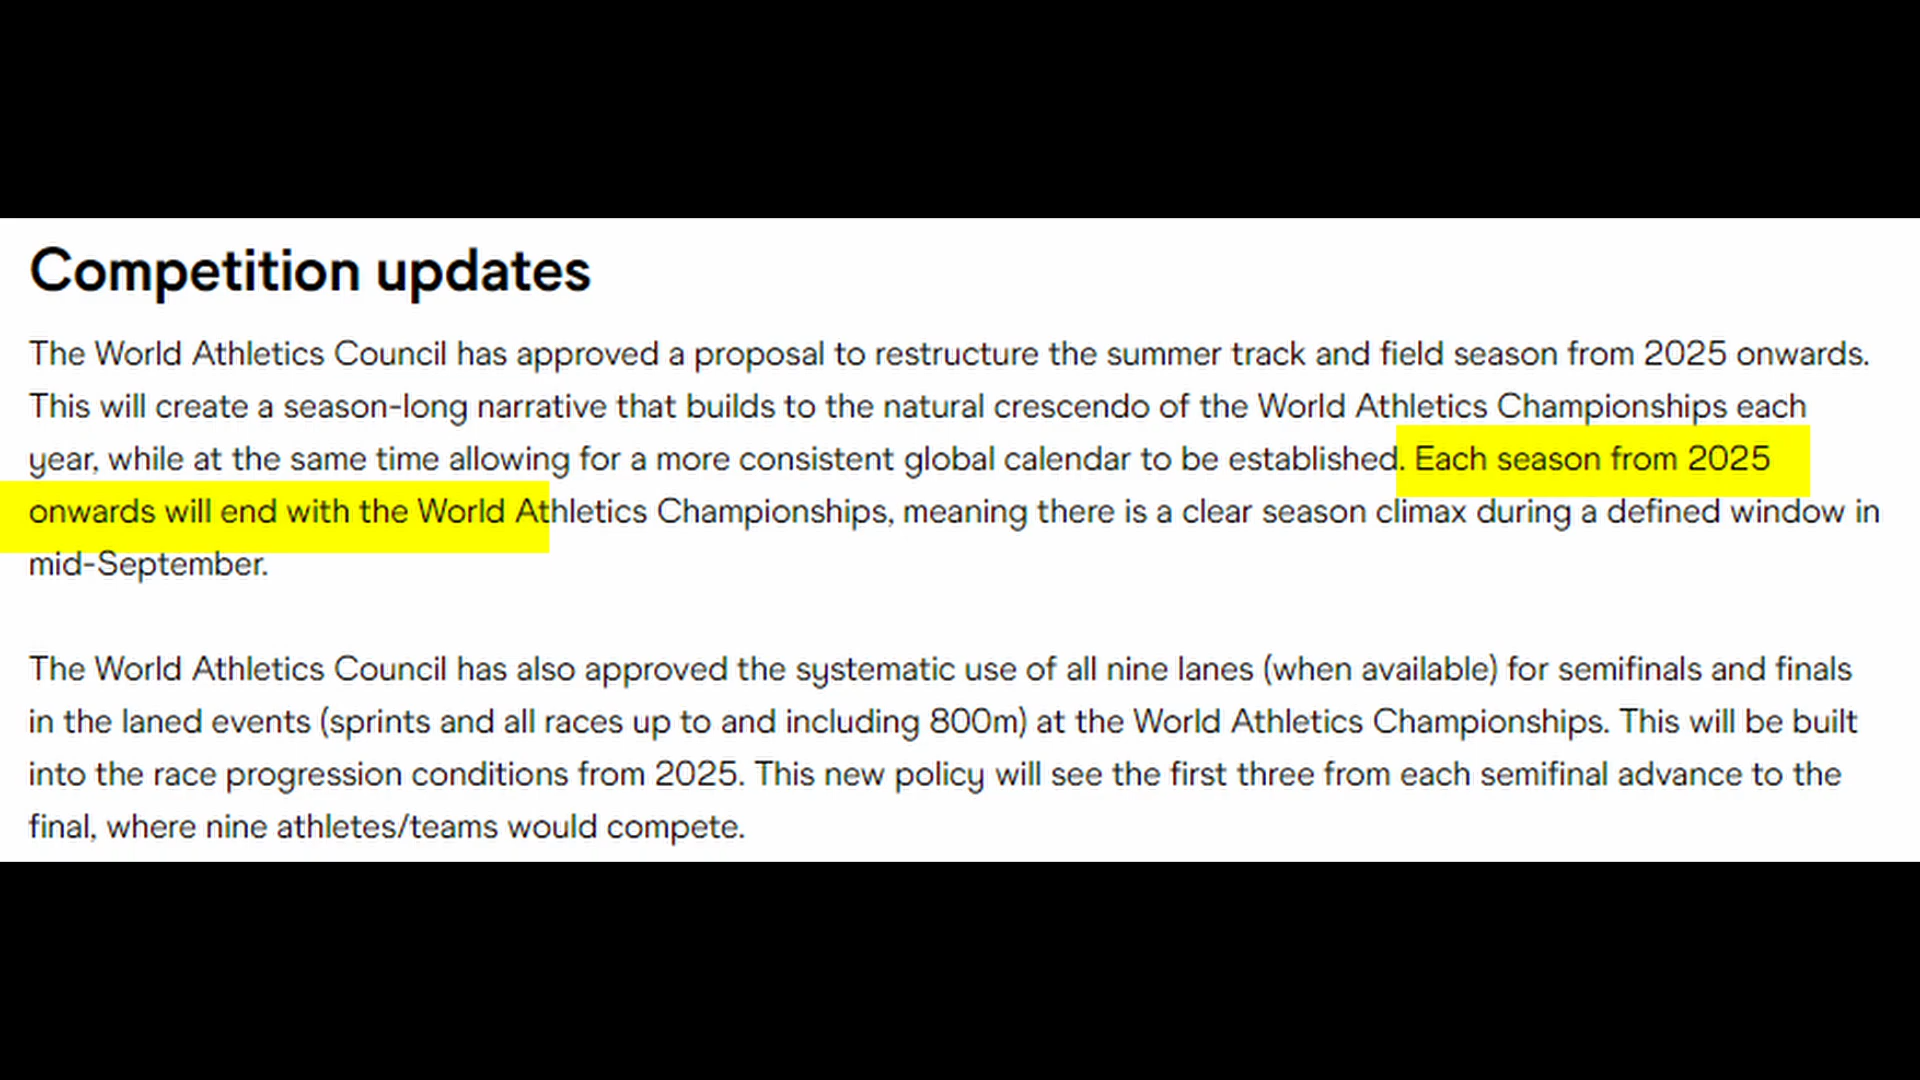 Competition updates
The World Athletics Council has approved a proposal to restructure the summer track and field season from 2025 onwards.
This will create a season-long narrative that builds to the natural crescendo of the World Athletics Championships each
year, while at the same time allowing for a more consistent global calendar to be established. Each season from 2025
onwards will end with the World Athletics Championships, meaning there is a clear season climax during a defined window in
mid-September.
The World Athletics Council has also approved the systematic use of all nine lanes (when available) for semifinals and finals
in the laned events (sprints and all races up to and including 800m) at the World Athletics Championships. This will be built
into the race progression conditions from 2025. This new policy will see the first three from each semifinal advance to the
final, where nine athletes/teams would compete.